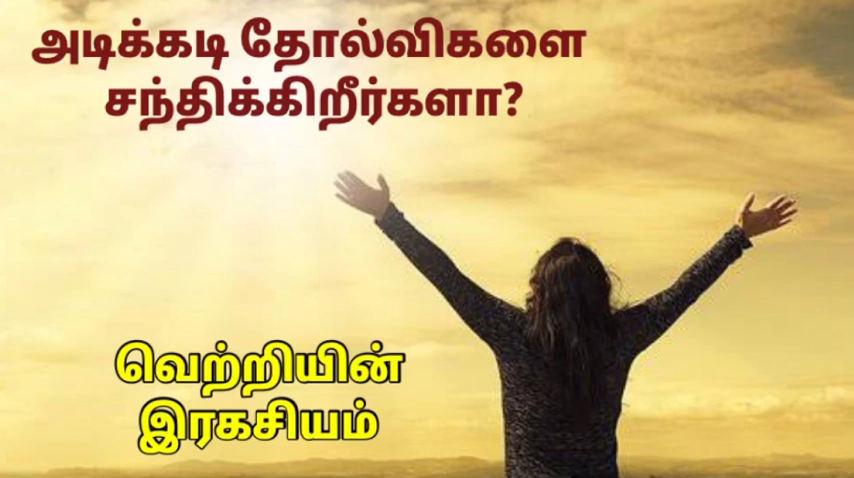 அடிக்கடி தோல்விகளை
சந்திக்கிறீர்களா?
வெற்றியின்
இரகசியம்